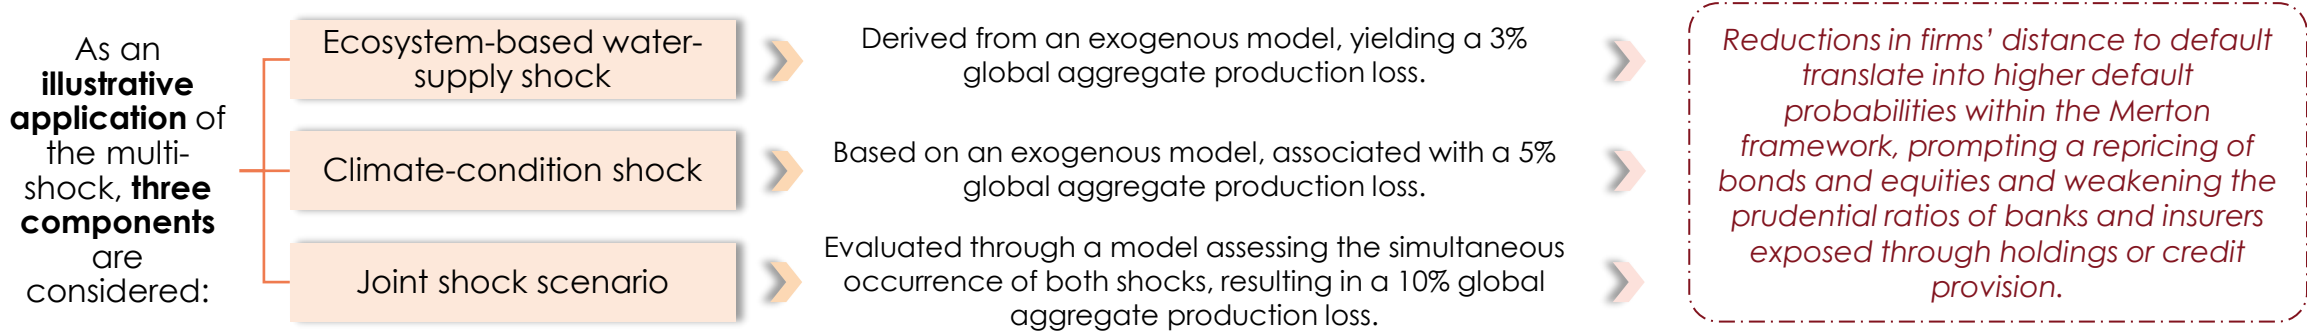 As an
illustrative
application of
the multi-
shock, three
components
are
considered:
Ecosystem-based water-
supply shock
Derived from an exogenous model, yielding a 3%
global aggregate production loss.
Climate-condition shock
Based on an exogenous model, associated with a 5%
global aggregate production loss.
Joint shock scenario
Evaluated through a model assessing the simultaneous
occurrence of both shocks, resulting in a 10% global
aggregate production loss.
Reductions in firms’ distance to default
translate into higher default
probabilities within the Merton
framework, prompting a repricing of
bonds and equities and weakening the
prudential ratios of banks and insurers
exposed through holdings or credit
provision.